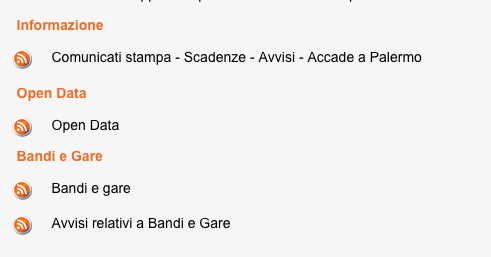 Informazione
Comunicati stampa - Scadenze - Avvisi - Accade a Palermo
Open Data
Open Data
Bandi e Gare
Bandi e gare
Avvisi relativi a Bandi e Gare